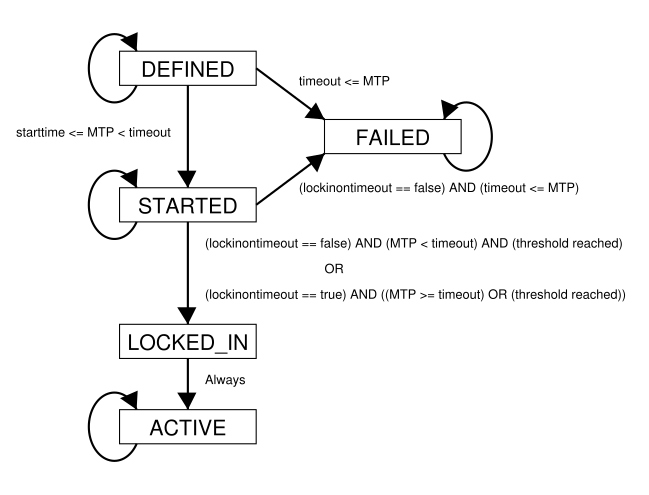 DEFINED
timeout <= MTP
starttime <= MTP < timeout
FAILED
(lockinontimeout == false) AND (timeout <= MTP)
STARTED
(lockinontimeout == false) AND (MTP < timeout) AND (threshold reached)
OR
(lockinontimeout == true) AND ((MTP >= timeout) OR (threshold reached))
LOCKED_IN
Always
ACTIVE